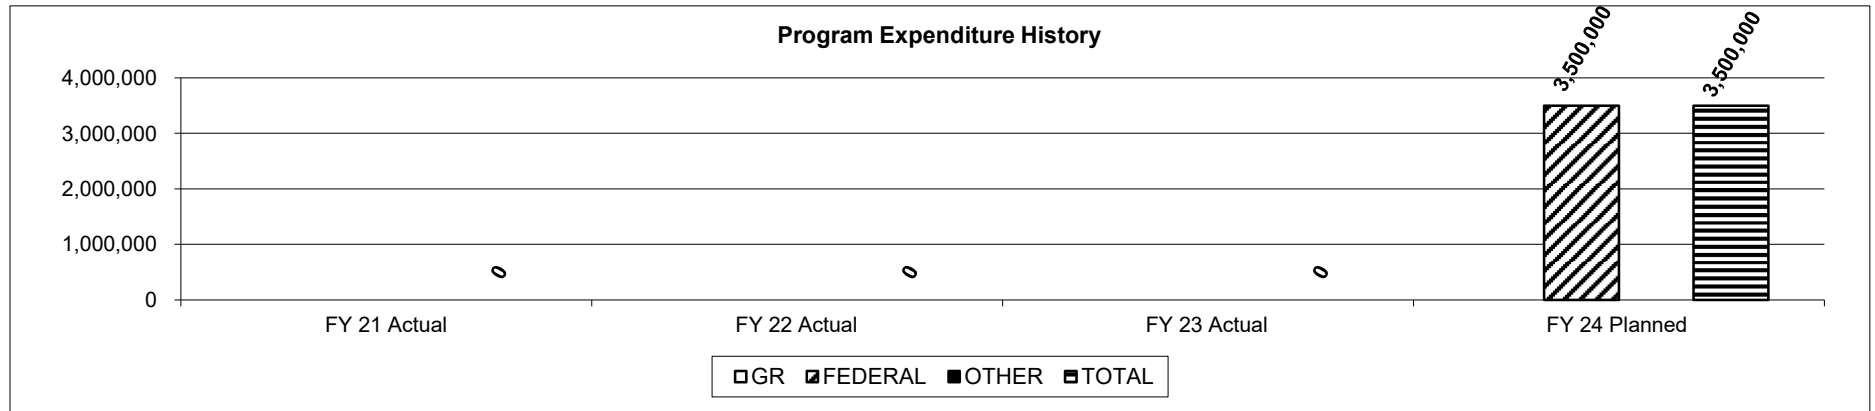 Program Expenditure History
3,500,000
3,500,000
4,000,000
3,000,000
2,000,000
1,000,000
0
0
0
0
FY 21 Actual
FY 22 Actual
FY 23 Actual
FY 24 Planned
GR FEDERAL OTHER TOTAL